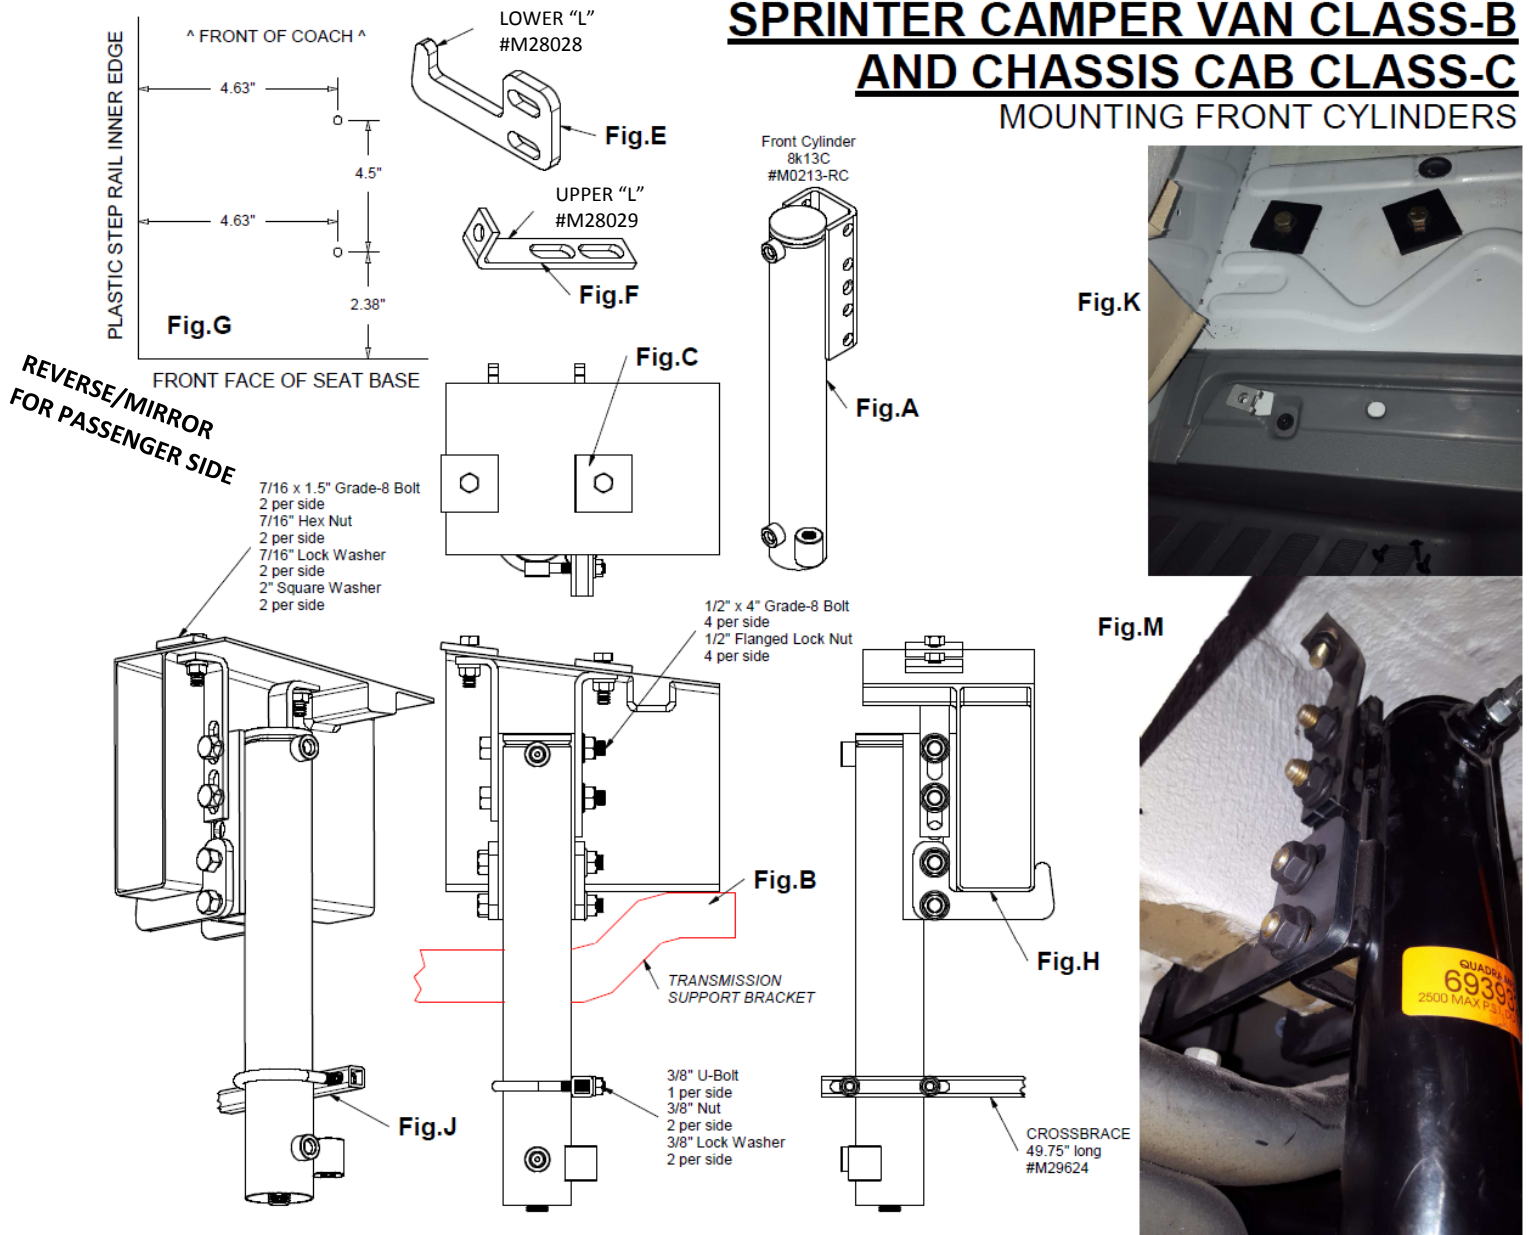 SPRINTER CAMPER VAN CLASS-B
AND CHASSIS CAB CLASS-C
MOUNTING FRONT CYLINDERS
^ FRONT OF COACH ^
PLASTIC STEP RAIL INNER EDGE
4.63"
4.5"
4.63"
2.38"
Fig.G
FRONT FACE OF SEAT BASE
REVERSE/MIRROR
FOR PASSENGER SIDE
LOWER “L”
#M28028
Fig.E
UPPER “L”
#M28029
Fig.F
Front Cylinder
8k13C
#M0213-RC
Fig.A
Fig.K
Fig.C
7/16 x 1.5" Grade-8 Bolt
2 per side
7/16" Hex Nut
2 per side
7/16" Lock Washer
2 per side
2" Square Washer
2 per side
1/2" x 4" Grade-8 Bolt
4 per side
1/2" Flanged Lock Nut
4 per side
Fig.M
Fig.B
TRANSMISSION
SUPPORT BRACKET
Fig.H
3/8" U-Bolt
1 per side
3/8" Nut
2 per side
3/8" Lock Washer
2 per side
Fig.J
CROSSBRACE
49.75" long
#M29624
2500 MAX P.S.I.